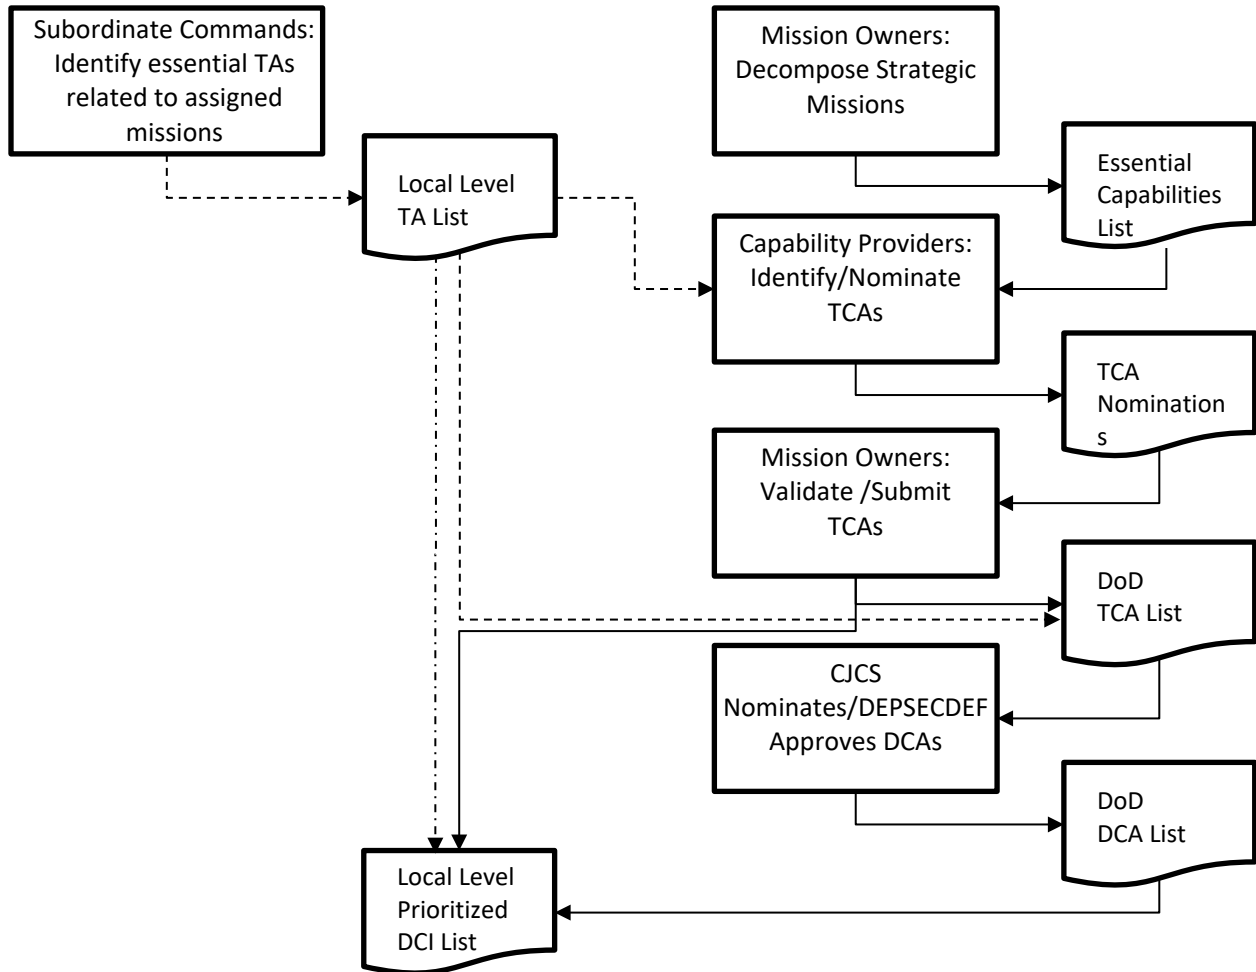 Subordinate Commands:
Identify essential TAs
related to assigned
missions
Mission Owners:
Decompose Strategic
Missions
Local Level
TA List
Essential
Capabilities
List
Capability Providers:
Identify/Nominate
TCAs
TCA
Nomination
s
Mission Owners:
Validate /Submit
TCAs
DoD
TCA List
CJCS
Nominates/DEPSECDEF
Approves DCAs
DoD
DCA List
Local Level
Prioritized
DCI List